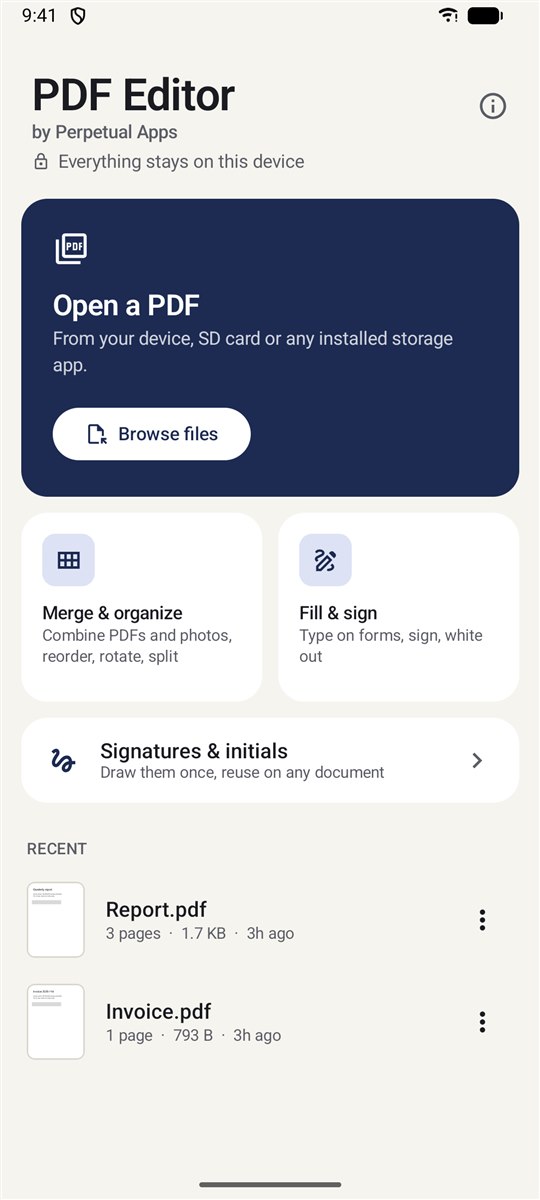 9:41
PDF Editor
by Perpetual Apps
Everything stays on this device
PDF
Open a PDF
From your device, SD card or any installed storage
app.
Browse files
Merge & organize
Combine PDFs and photos,
reorder, rotate, split
Fill & sign
Type on forms, sign, white
out
Signatures & initials
Draw them once, reuse on any document
RECENT
Report.pdf
3 pages · 1.7 KB · 3h ago
Invoice.pdf
1 page · 793 B · 3h ago